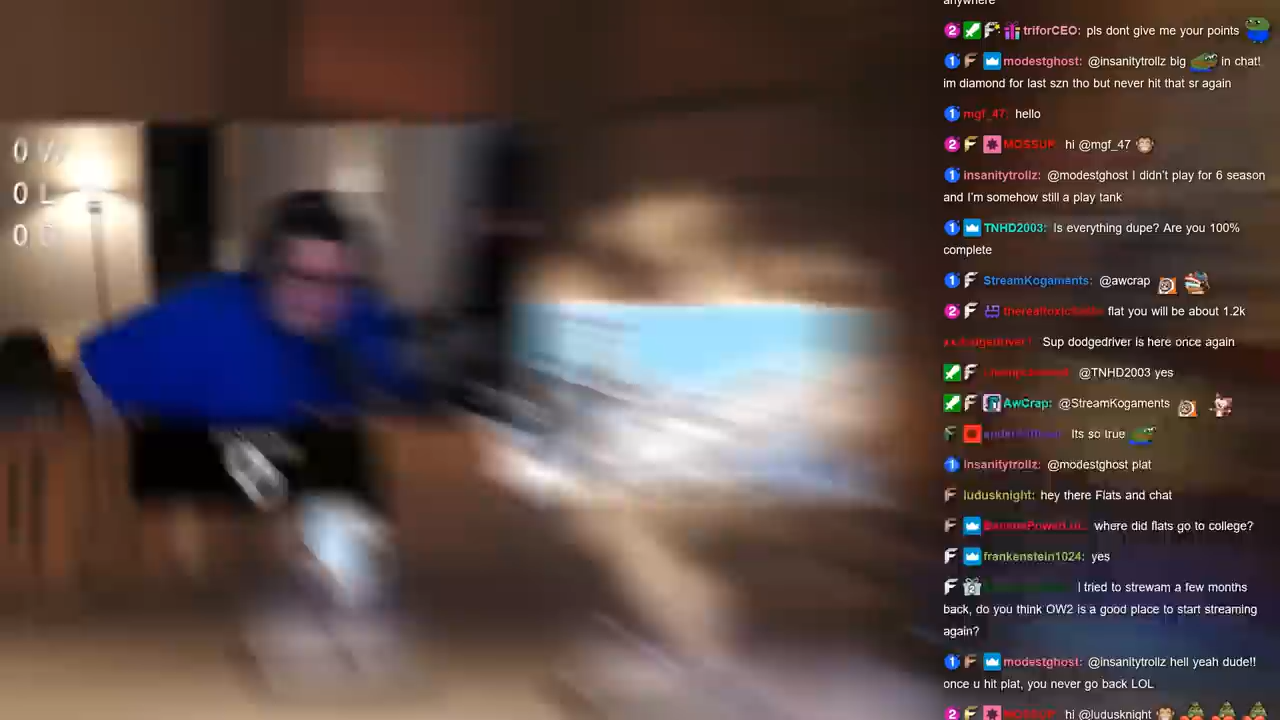 anywhere
triforCEO: pls dont give me your points
modestghost: @insanitytrollz big in chat!
im diamond for last szn tho but never hit that sr again
mgf_47: hello
MOSSUP hi @mgf_47
insanitytrollz: @modestghost I didn't play for 6 season
and I'm somehow still a play tank
TNHD2003: Is everything dupe? Are you 100%
complete
StreamKogaments: @awcrap
flat you will be about 1.2k
Sup dodgedriver is here once again
@TNHD2003 yes
AwCrap: @StreamKogaments
Its so true
insanitytrollz: @modestghost plat
ludusknight: hey there Flats and chat
where did flats go to college?
frankenstein1024: yes
I tried to strewam a few months
back, do you think OW2 is a good place to start streaming
again?
modestghost: @insanitytrollz hell yeah dude!!
once u hit plat, you never go back LOL
MOSSUP hi @ludusknight
0 W
0 L
0